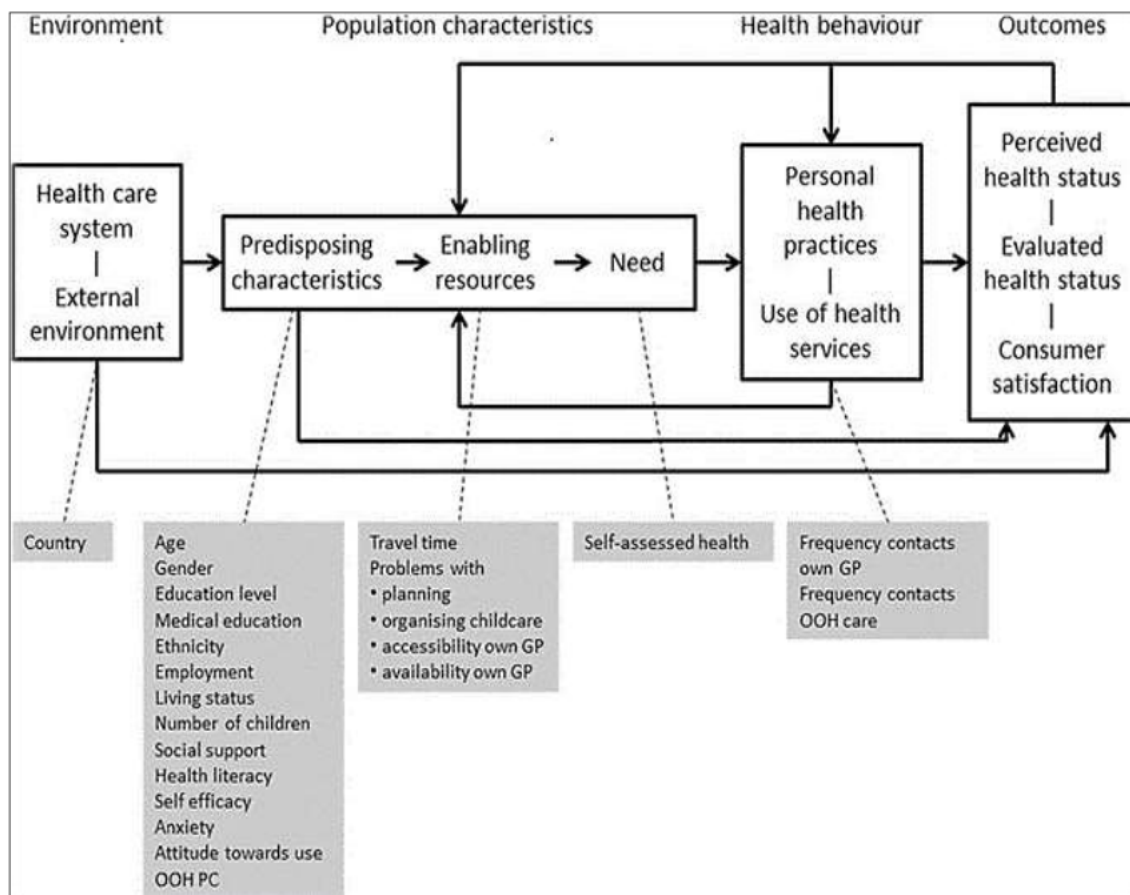 Environment
Population characteristics
Health behaviour
Outcomes
Health care
system
External
environment
Predisposing
characteristics
Enabling
resources
Need
Personal
health
practices
Use of health
services
Perceived
health status
Evaluated
health status
Consumer
satisfaction
Country
Age
Gender
Education level
Medical education
Ethnicity
Employment
Living status
Number of children
Social support
Health literacy
Self efficacy
Anxiety
Attitude towards use
OOH PC
Travel time
Problems with
• planning
• organising childcare
• accessibility own GP
• availability own GP
Self-assessed health
Frequency contacts
own GP
Frequency contacts
OOH care